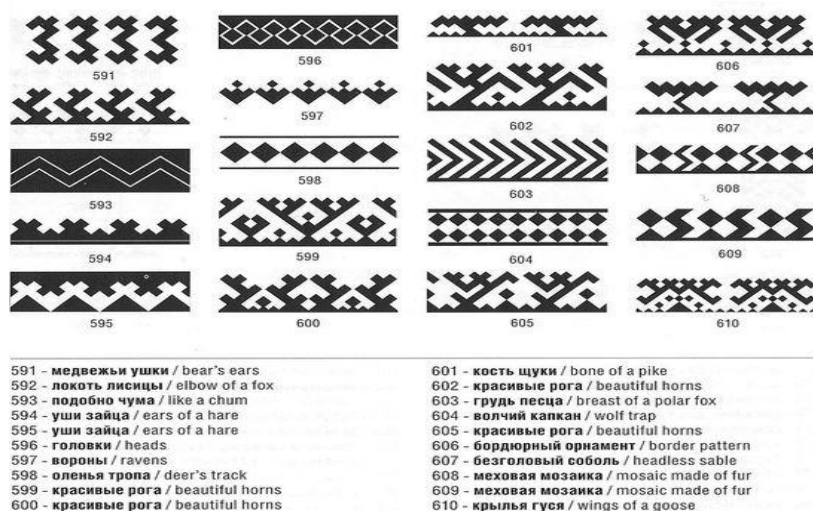 591
592
593
594
595
596
597
598
599
600
601
602
603
604
605
606
607
608
609
610
591 - медвежьи ушки / bear's ears
592 - локоть лисицы / elbow of a fox
593 - подобно чума / like a chum
594 - уши зайца / ears of a hare
595 - уши зайца / ears of a hare
596 - головки / heads
597 - вороны / ravens
598 - оленья тропа / deer's track
599 - красивые рога / beautiful horns
600 - красивые рога / beautiful horns
601 - кость щуки / bone of a pike
602 - красивые рога / beautiful horns
603 - грудь песца / breast of a polar fox
604 - волчий капкан / wolf trap
605 - красивые рога / beautiful horns
606 - бордюрный орнамент / border pattern
607 - безголовый соболь / headless sable
608 - меховая мозаика / mosaic made of fur
609 - меховая мозаика / mosaic made of fur
610 - крылья гуся / wings of a goose